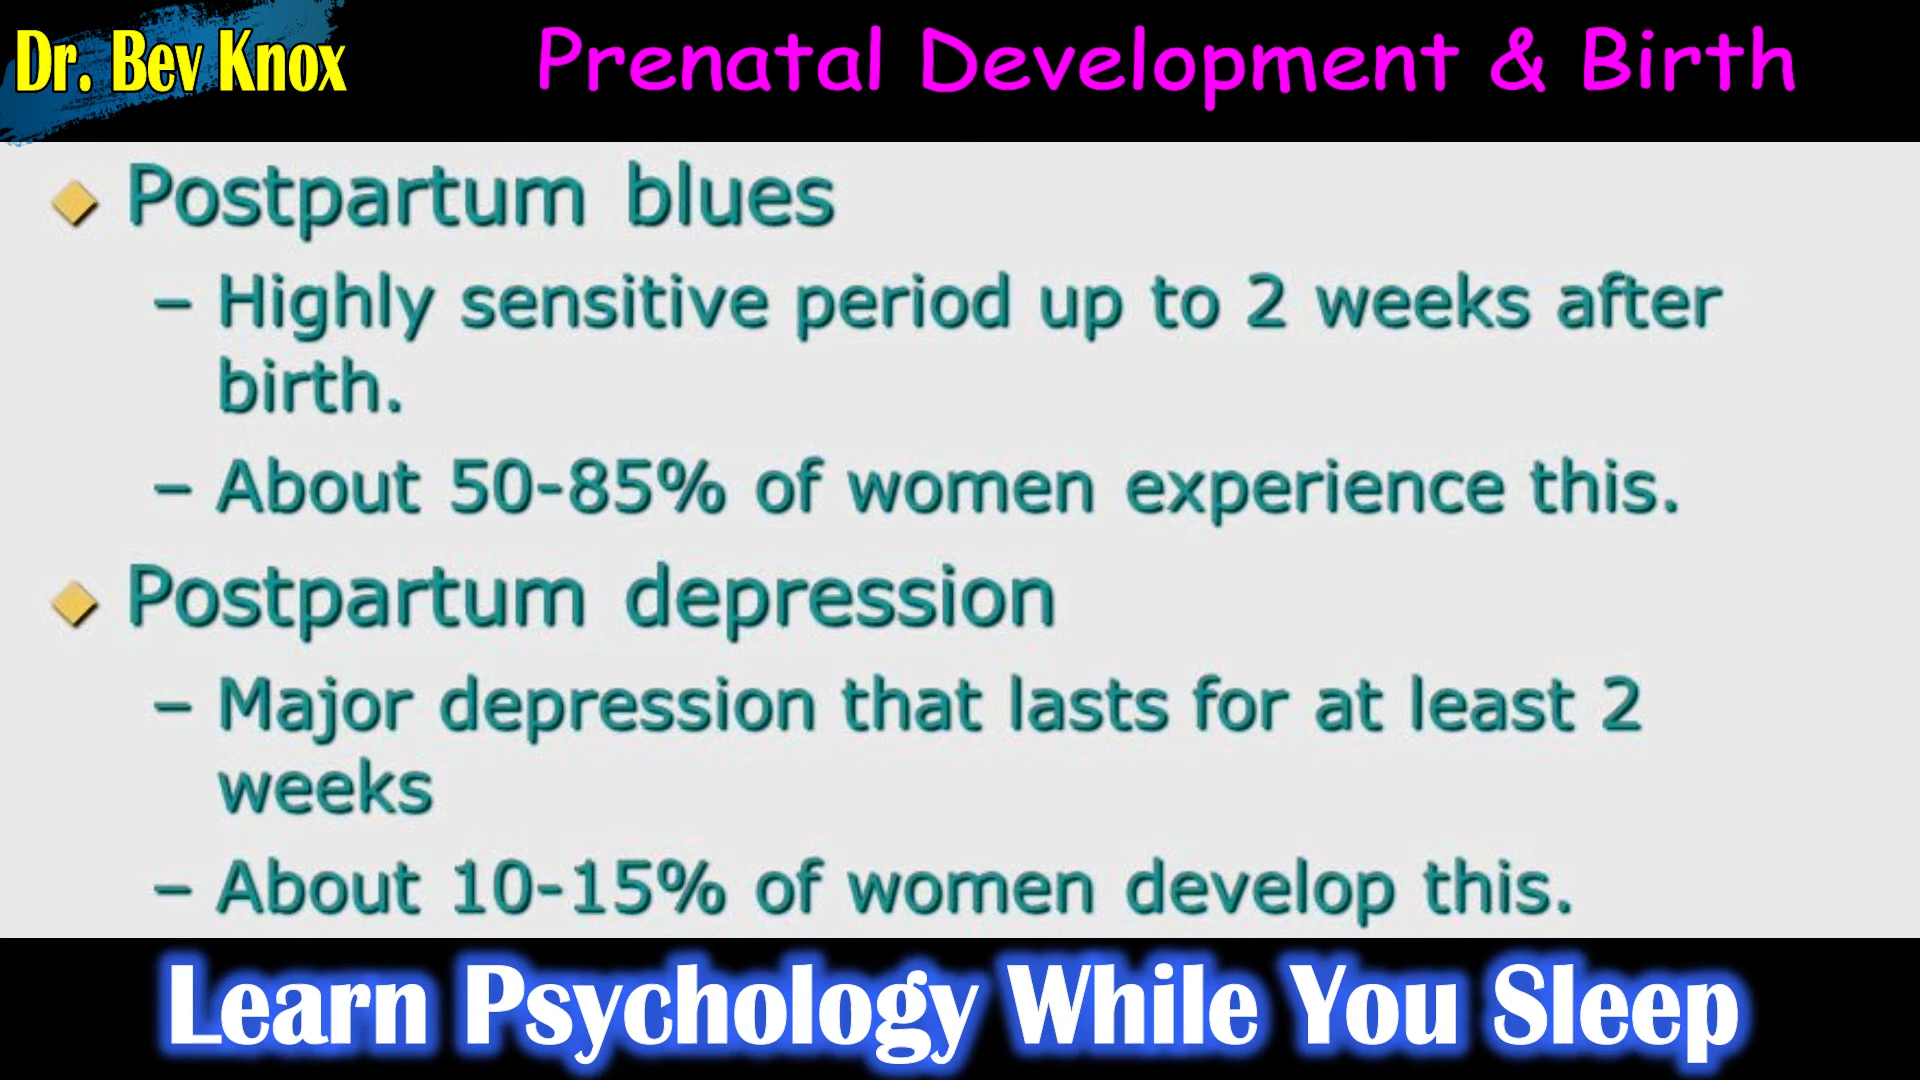 Dr. Bev Knox
Prenatal Development & Birth
Postpartum blues
– Highly sensitive period up to 2 weeks after
birth.
– About 50-85% of women experience this.
Postpartum depression
– Major depression that lasts for at least 2
weeks
– About 10-15% of women develop this.
Learn Psychology While You Sleep